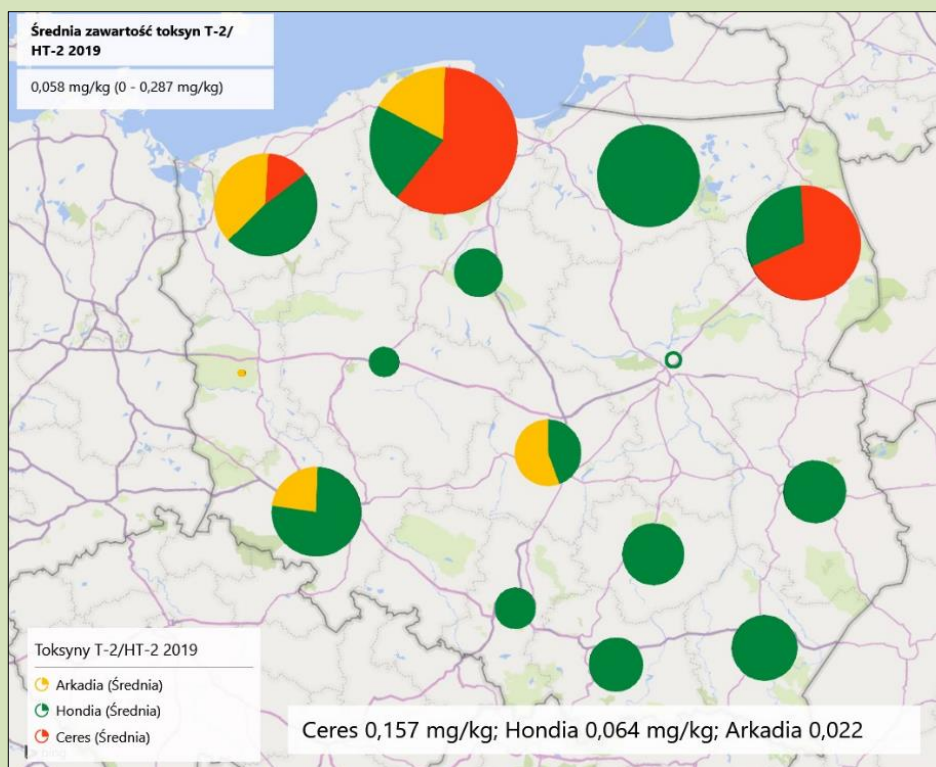 Średnia zawartość toksyn T-2/
HT-2 2019
0,058 mg/kg (0 - 0,287 mg/kg)
Toksyny T-2/HT-2 2019
Arkadia (Średnia)
Hondia (Średnia)
Ceres (Średnia)
Ceres 0,157 mg/kg; Hondia 0,064 mg/kg; Arkadia 0,022